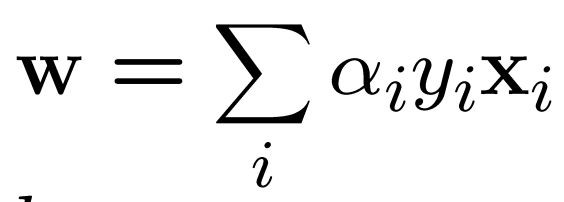 w = ∑_i α_i y_i x_i